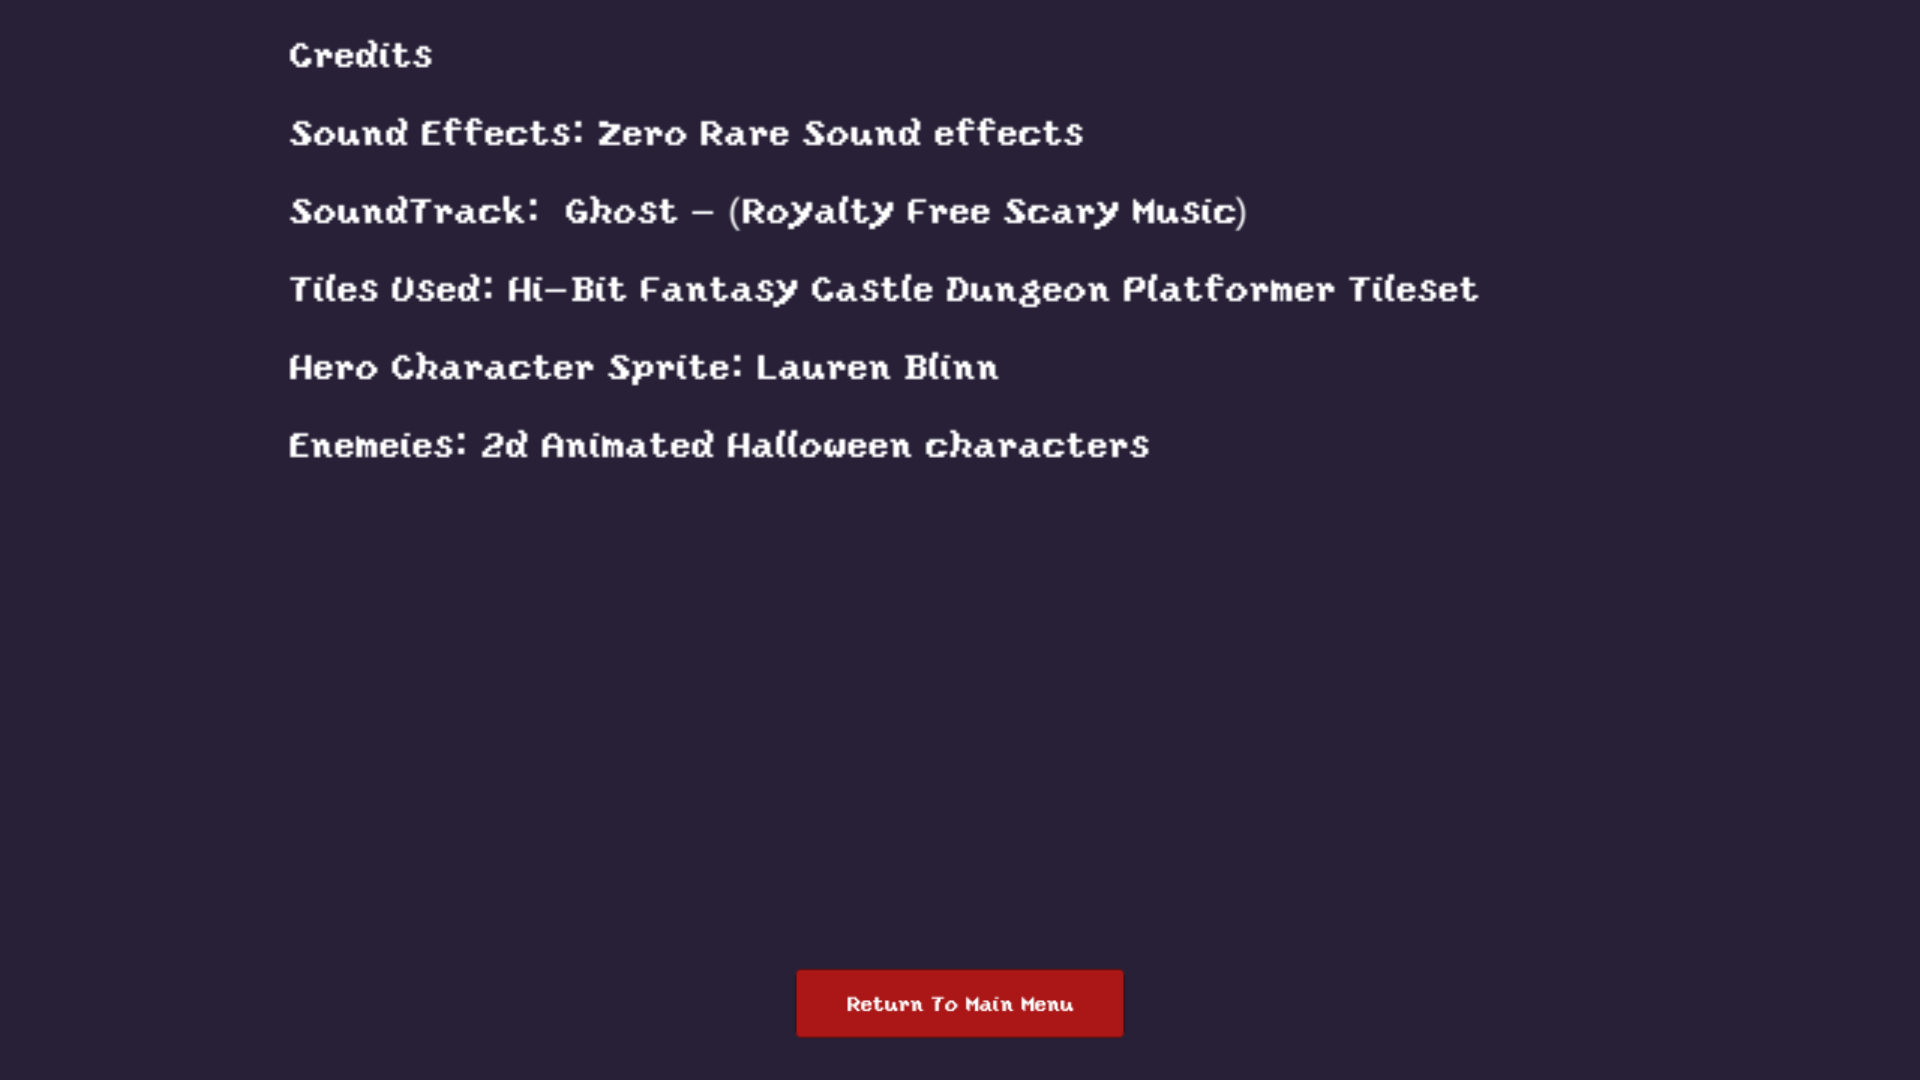 Credits
Sound Effects: Zero Rare Sound effects
SoundTrack:  Ghost - (Royalty Free Scary Music)
Tiles Used: Hi-Bit Fantasy Castle Dungeon Platformer Tileset
Hero Character Sprite: Lauren Blinn
Enemeies: 2d Animated Halloween characters
Return To Main Menu